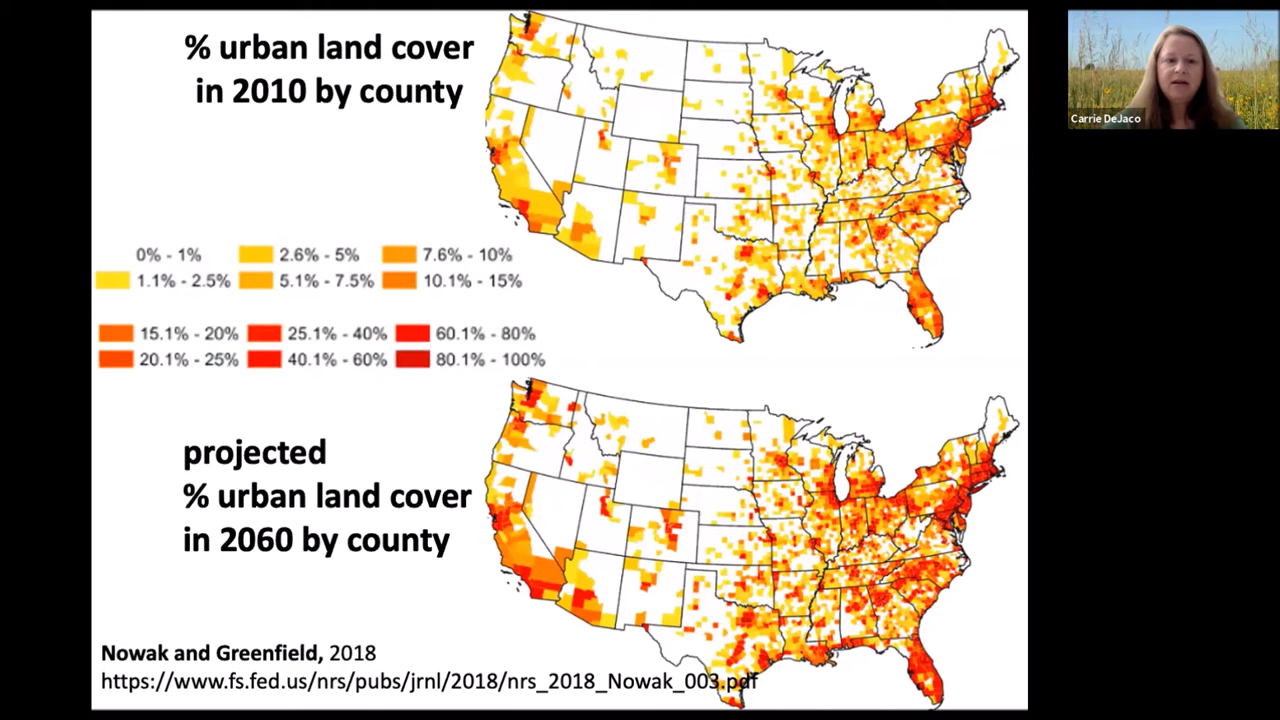 % urban land cover
in 2010 by county
Carrie DeJaco
0% - 1%
2.6% - 5%
7.6% - 10%
1.1% - 2.5%
5.1% - 7.5%
10.1% - 15%
15.1% - 20%
25.1% - 40%
60.1% - 80%
20.1% - 25%
40.1% - 60%
80.1% - 100%
projected
% urban land cover
in 2060 by county
Nowak and Greenfield, 2018
https://www.fs.fed.us/nrs/pubs/jrnl/2018/nrs_2018_Nowak_003.pdf